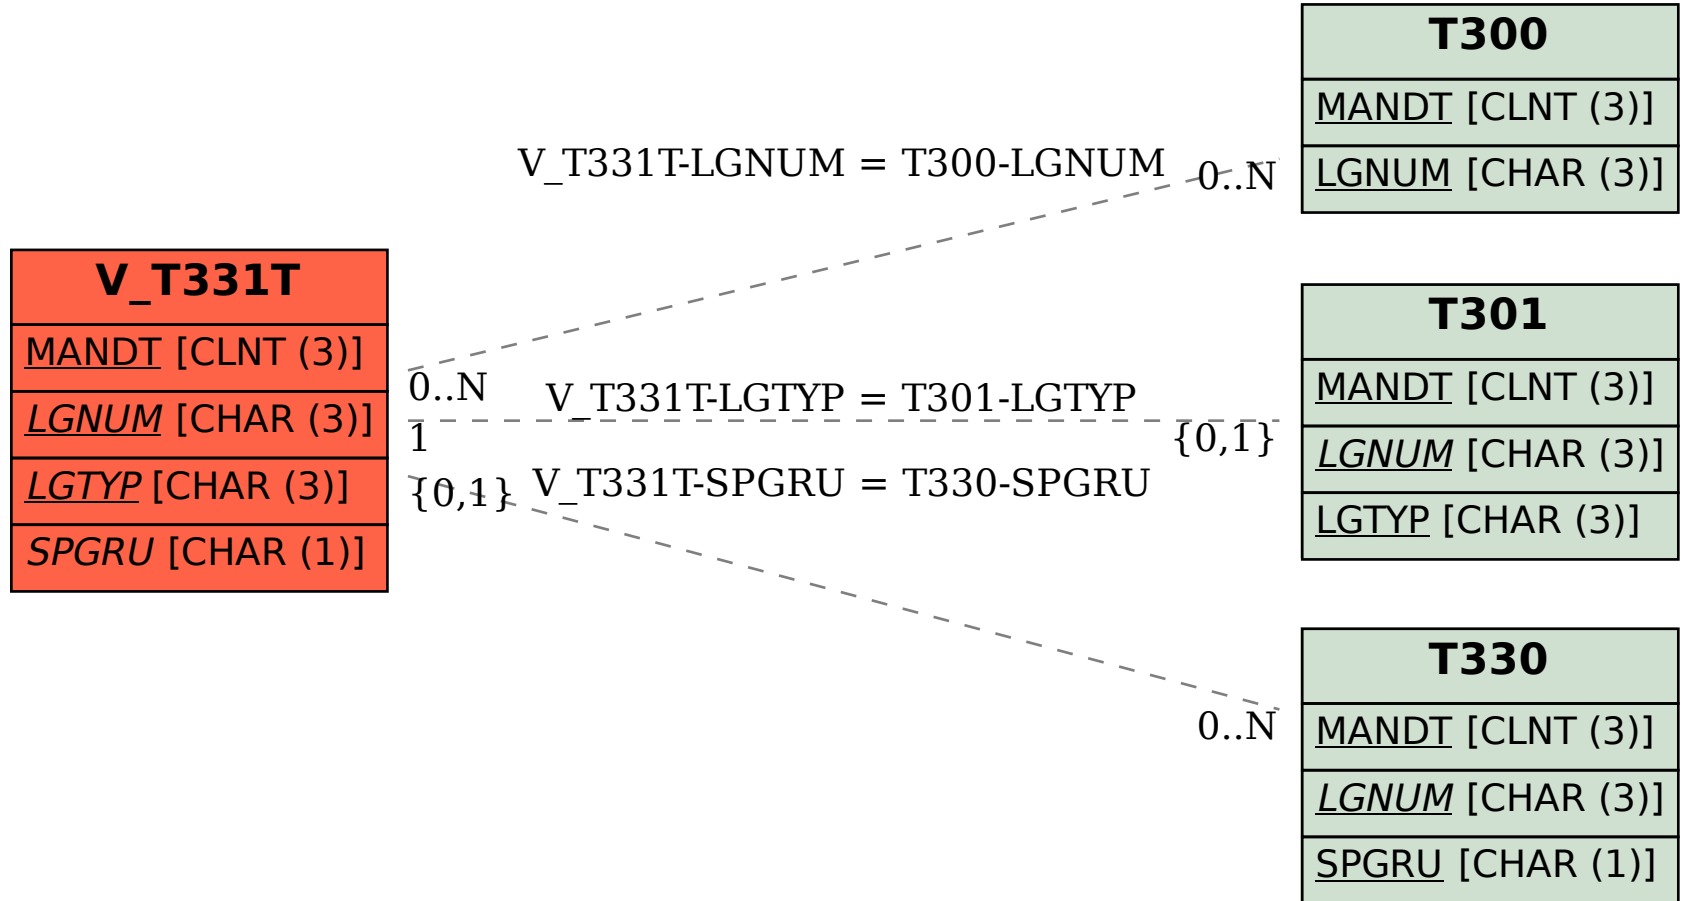 T300
MANDT [CLNT (3)]
LGNUM [CHAR (3)]
V_T331T-LGNUM = T300-LGNUM
0..N
V_T331T
MANDT [CLNT (3)]
LGNUM [CHAR (3)]
LGTYP [CHAR (3)]
SPGRU [CHAR (1)]
0..N
V_T331T-LGTYP = T301-LGTYP
1
{0,1}
{0,1}
V_T331T-SPGRU = T330-SPGRU
0..N
T301
MANDT [CLNT (3)]
LGNUM [CHAR (3)]
LGTYP [CHAR (3)]
T330
MANDT [CLNT (3)]
LGNUM [CHAR (3)]
SPGRU [CHAR (1)]